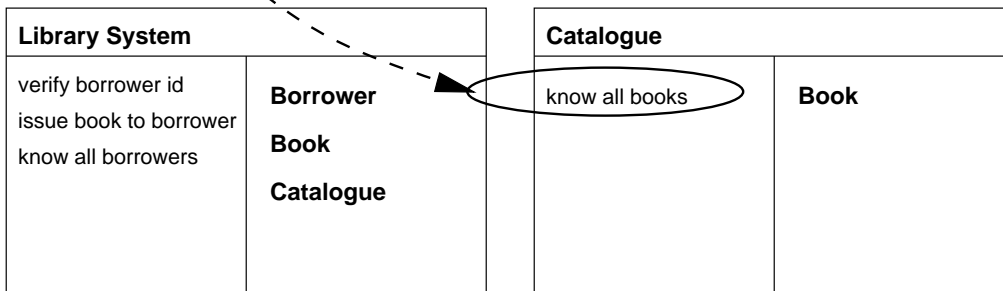 Library System
verify borrower id
issue book to borrower
know all borrowers
Borrower
Book
Catalogue
Catalogue
know all books
Book